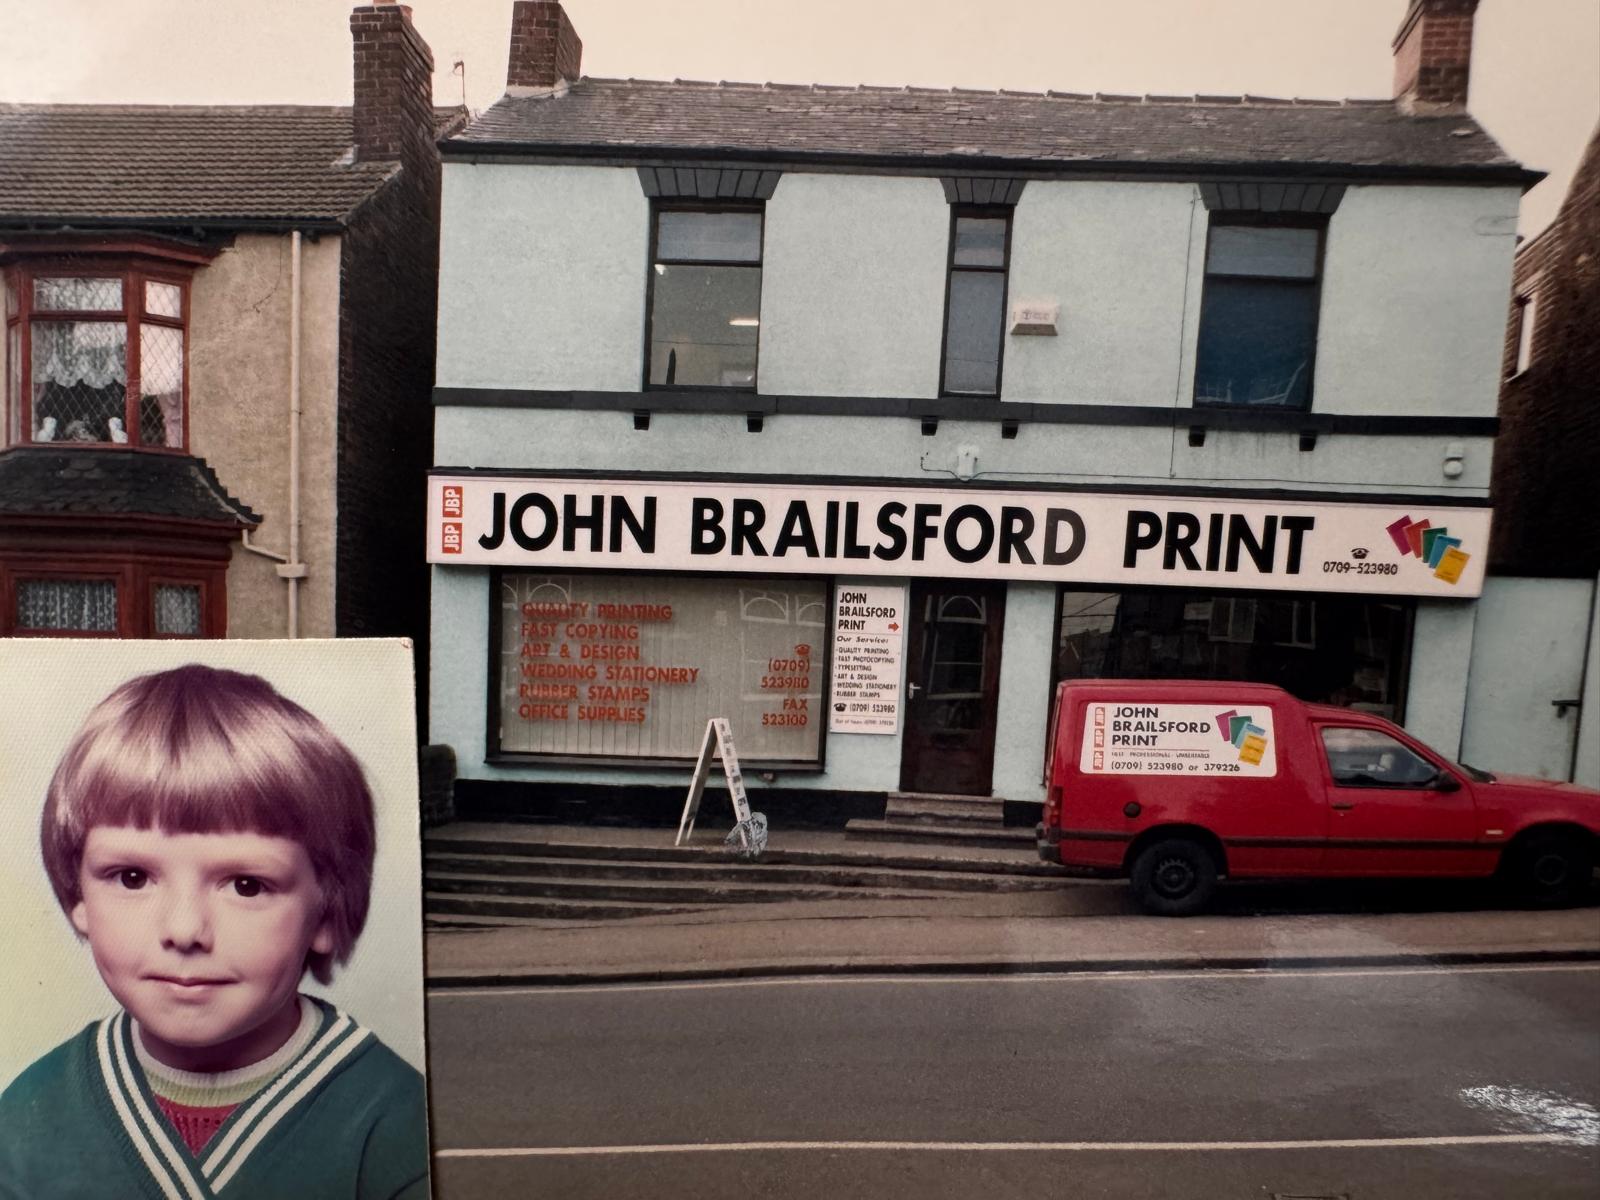 JBP JBP
JBP JBP
JOHN BRAILSFORD PRINT
0709-523980
QUALITY PRINTING
FAST COPYING
ART & DESIGN
WEDDING STATIONERY
RUBBER STAMPS
OFFICE SUPPLIES
(0709)
523980
FAX
523100
JOHN
BRAILSFORD
PRINT
Our Services
• QUALITY PRINTING
• FAST PHOTOCOPYING
• TYPESETTING
• ART & DESIGN
• WEDDING STATIONERY
• RUBBER STAMPS
(0709) 523980
JOHN
BRAILSFORD
PRINT
(0709) 523980 or 379226